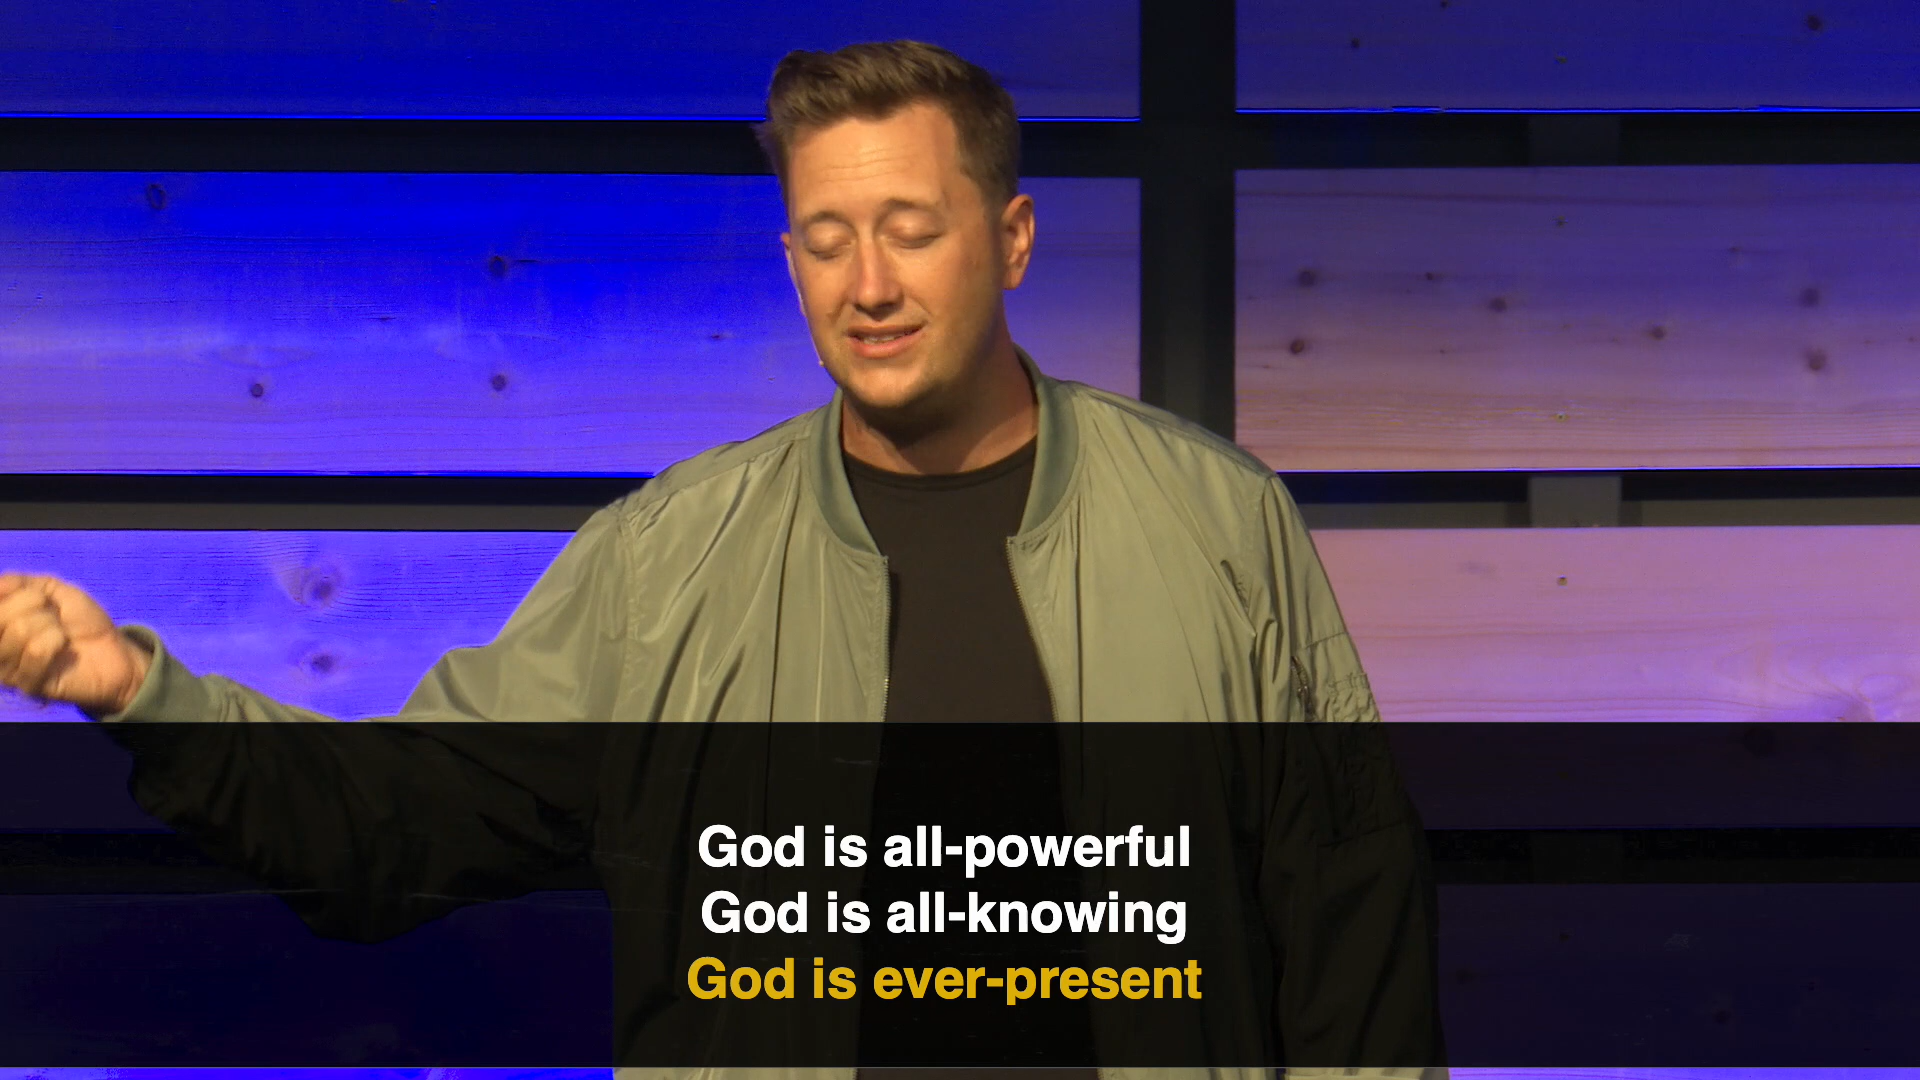 God is all-powerful
God is all-knowing
God is ever-present